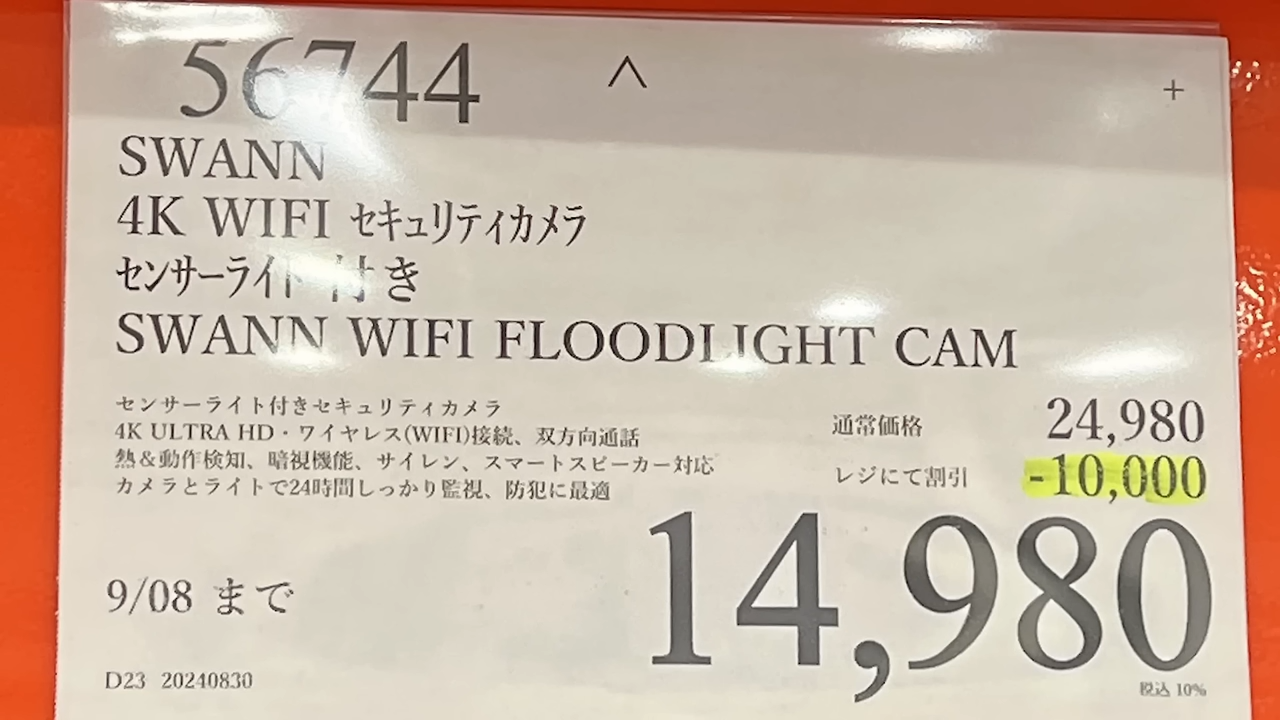 56744 ^ +
SWANN
4K WIFI セキュリティカメラ
センサーライト 付き
SWANN WIFI FLOODLIGHT CAM
センサーライト付きセキュリティカメラ
4K ULTRA HD・ワイヤレス(WIFI)接続、双方向通話
熱＆動作検知、暗視機能、サイレン、スマートスピーカー対応
カメラとライトで24時間しっかり監視、防犯に最適
通常価格 24,980
レジにて割引 -10,000
14,980
9/08 まで
D23 20240830
税込 10%